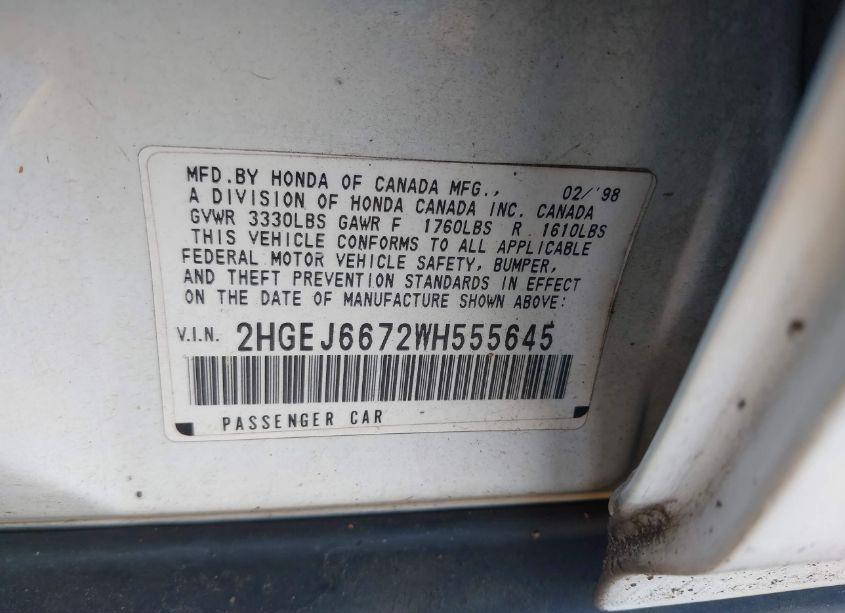 MFD.BY HONDA OF CANADA MFG., 02/'98
A DIVISION OF HONDA CANADA INC. CANADA
GVWR 3330LBS GAWR F 1760LBS R 1610LBS
THIS VEHICLE CONFORMS TO ALL APPLICABLE
FEDERAL MOTOR VEHICLE SAFETY, BUMPER,
AND THEFT PREVENTION STANDARDS IN EFFECT
ON THE DATE OF MANUFACTURE SHOWN ABOVE:
V.I.N. 2HGEJ6672WH555645
PASSENGER CAR